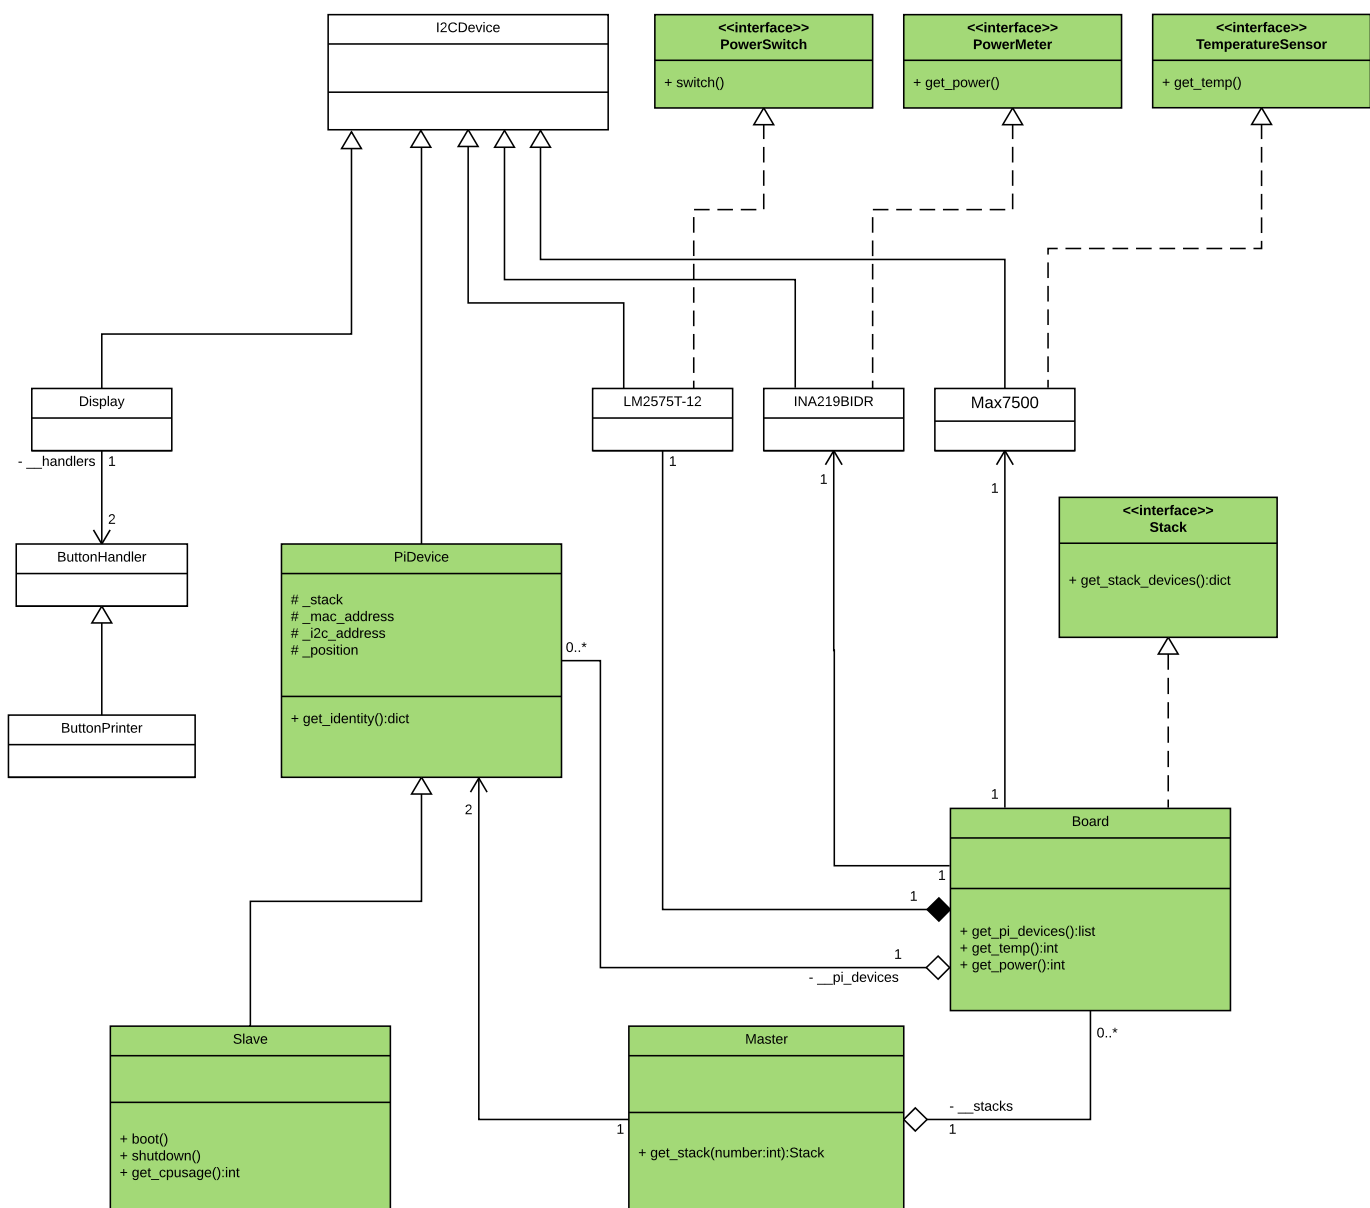 I2CDevice
<<interface>>
PowerSwitch
+ switch()
<<interface>>
PowerMeter
+ get_power()
<<interface>>
TemperatureSensor
+ get_temp()
Display
LM2575T-12
INA219BIDR
Max7500
- __handlers
1
2
1
1
1
ButtonHandler
ButtonPrinter
PiDevice
# _stack
# _mac_address
# _i2c_address
# _position
+ get_identity():dict
0..*
2
<<interface>>
Stack
+ get_stack_devices():dict
1
Board
+ get_pi_devices():list
+ get_temp():int
+ get_power():int
1
1
1
- __pi_devices
0..*
Slave
+ boot()
+ shutdown()
+ get_cpusage():int
Master
+ get_stack(number:int):Stack
1
- __stacks
1